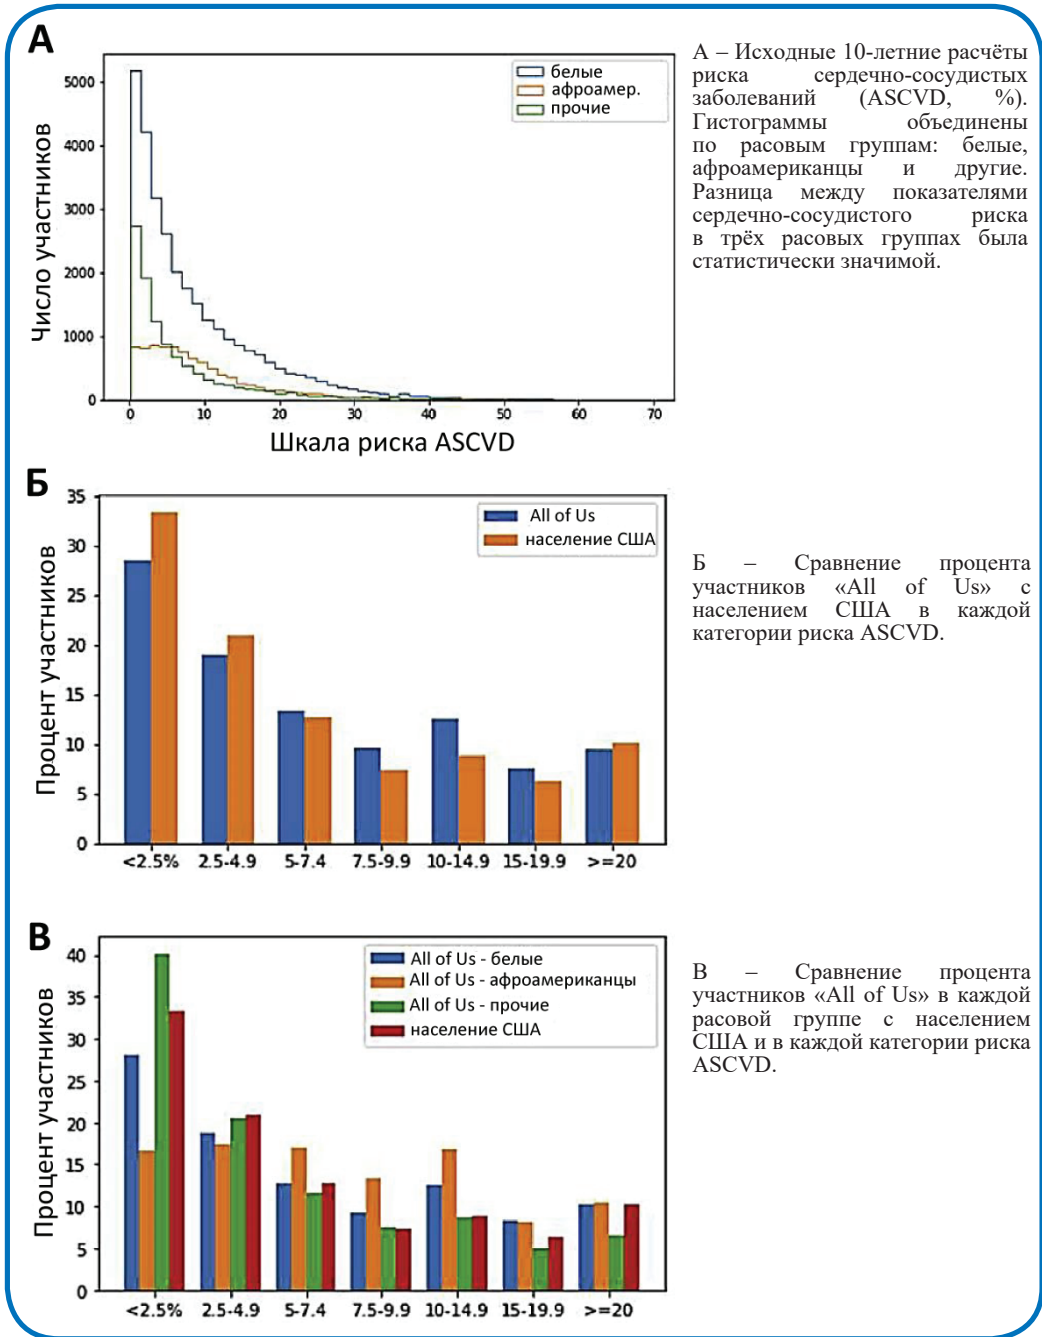 А
белые
афроамер.
прочие
Число участников
5000
4000
3000
2000
1000
0
0 10 20 30 40 50 60 70
Шкала риска ASCVD
А – Исходные 10-летние расчёты
риска сердечно-сосудистых
заболеваний (ASCVD, %).
Гистограммы объединены
по расовым группам: белые,
афроамериканцы и другие.
Разница между показателями
сердечно-сосудистого риска
в трёх расовых группах была
статистически значимой.
Б
All of Us
население США
Процент участников
35
30
25
20
15
10
5
0
<2.5% 2.5-4.9 5-7.4 7.5-9.9 10-14.9 15-19.9 >=20
Б – Сравнение процента
участников «All of Us» с
населением США в каждой
категории риска ASCVD.
В
All of Us - белые
All of Us - афроамериканцы
All of Us - прочие
население США
Процент участников
40
35
30
25
20
15
10
5
0
<2.5% 2.5-4.9 5-7.4 7.5-9.9 10-14.9 15-19.9 >=20
В – Сравнение процента
участников «All of Us» в каждой
расовой группе с населением
США и в каждой категории риска
ASCVD.